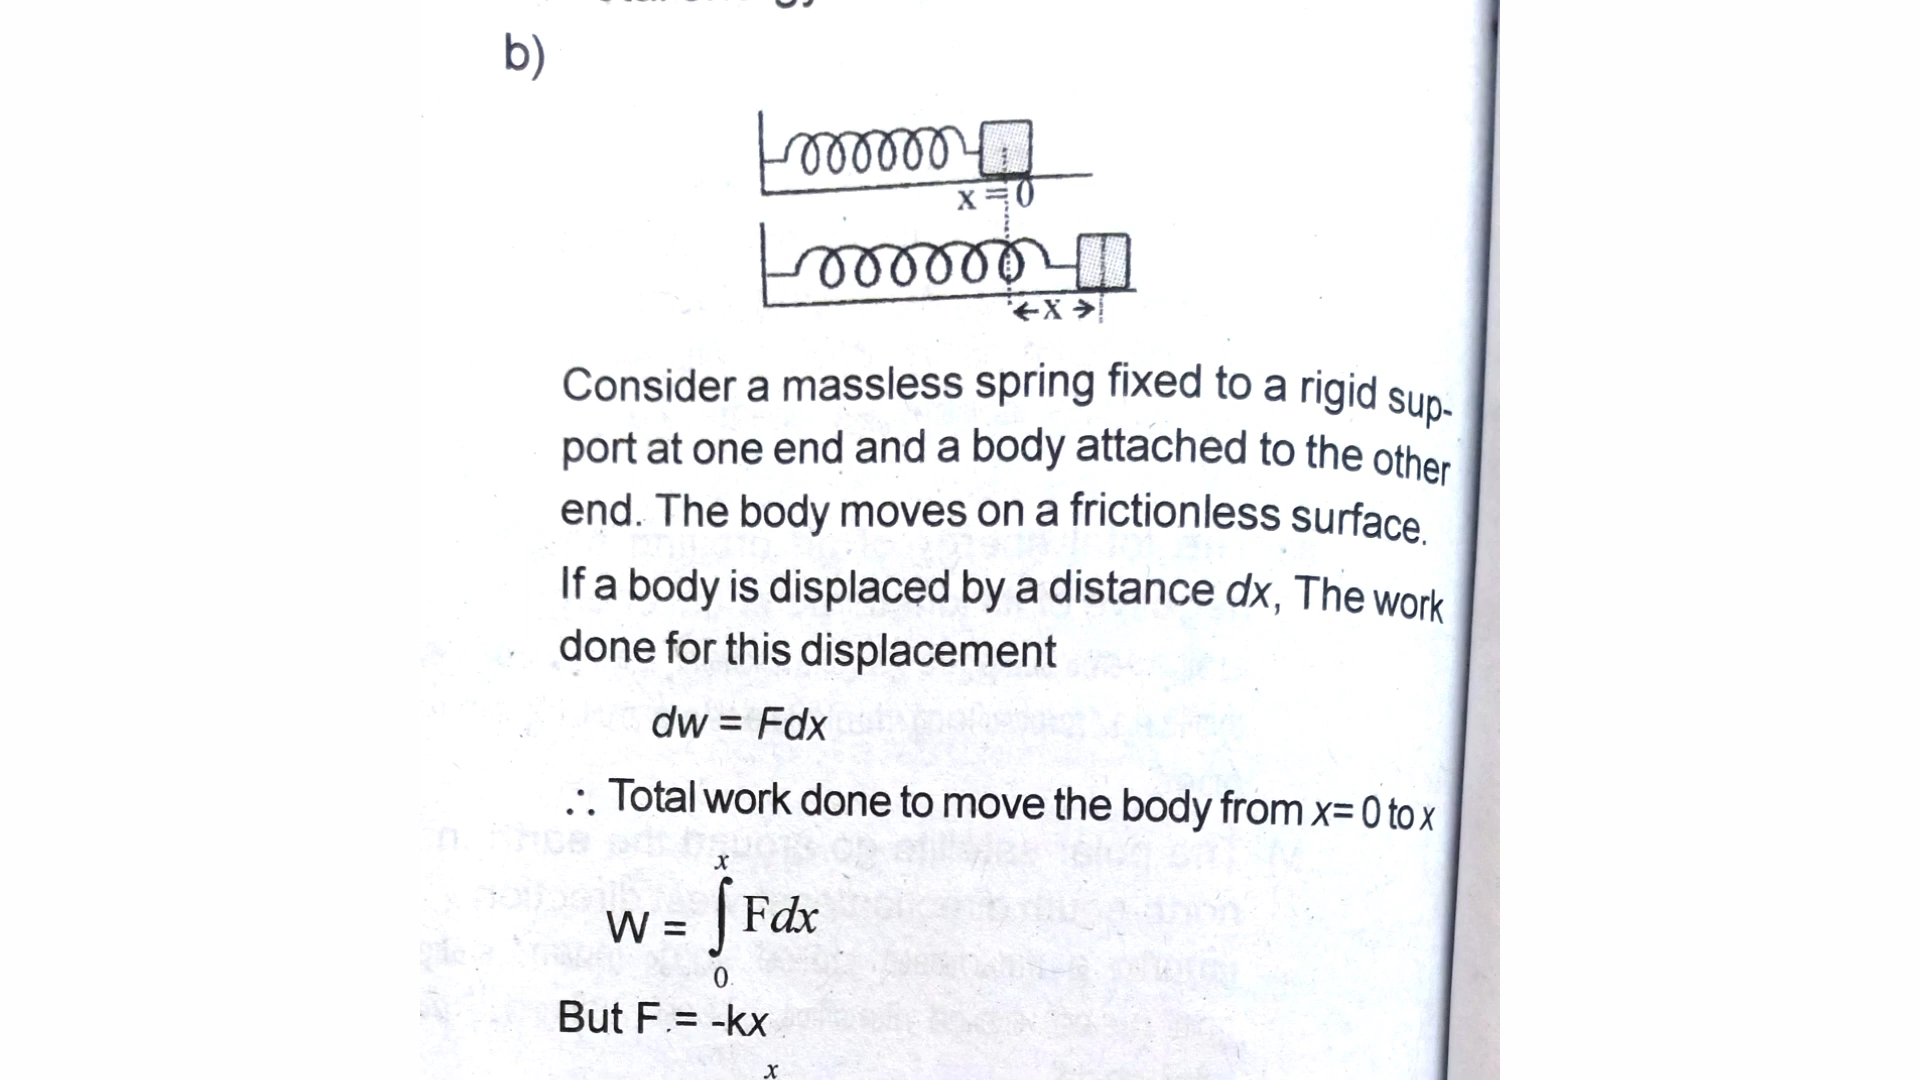 b)
x = 0
←x→
Consider a massless spring fixed to a rigid sup-
port at one end and a body attached to the other
end. The body moves on a frictionless surface.
If a body is displaced by a distance dx, The work
done for this displacement
dw = Fdx
∴ Total work done to move the body from x= 0 to x
W = ∫₀ˣ Fdx
But F = -kx
x